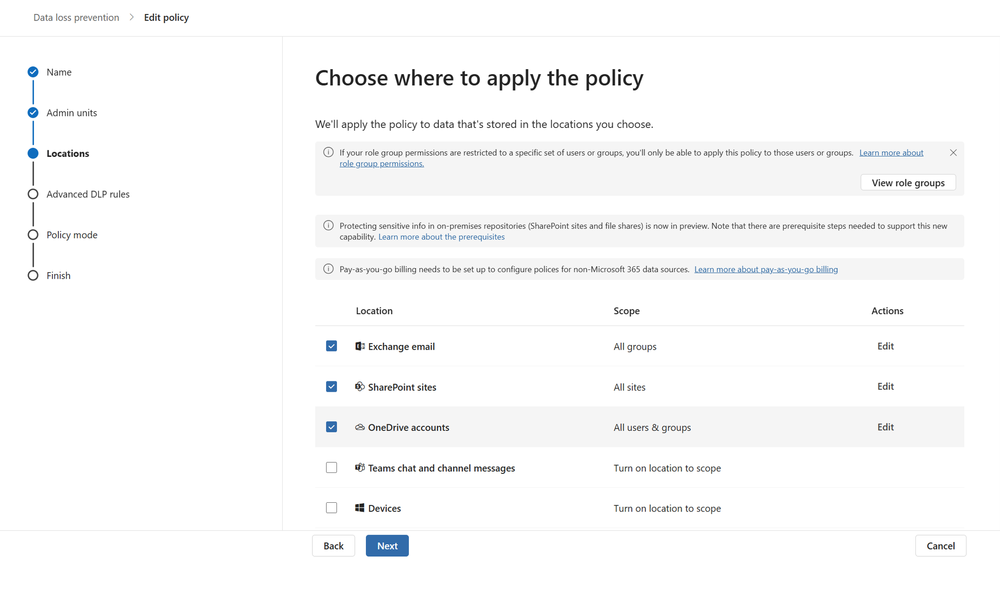 Data loss prevention > Edit policy
Name
Admin units
Locations
Advanced DLP rules
Policy mode
Finish
Choose where to apply the policy
We'll apply the policy to data that's stored in the locations you choose.
If your role group permissions are restricted to a specific set of users or groups, you'll only be able to apply this policy to those users or groups. Learn more about
role group permissions.
View role groups
Protecting sensitive info in on-premises repositories (SharePoint sites and file shares) is now in preview. Note that there are prerequisite steps needed to support this new
capability. Learn more about the prerequisites
Pay-as-you-go billing needs to be set up to configure polices for non-Microsoft 365 data sources. Learn more about pay-as-you-go billing
Location Scope Actions
Exchange email All groups Edit
SharePoint sites All sites Edit
OneDrive accounts All users & groups Edit
Teams chat and channel messages Turn on location to scope
Devices Turn on location to scope
Back Next Cancel